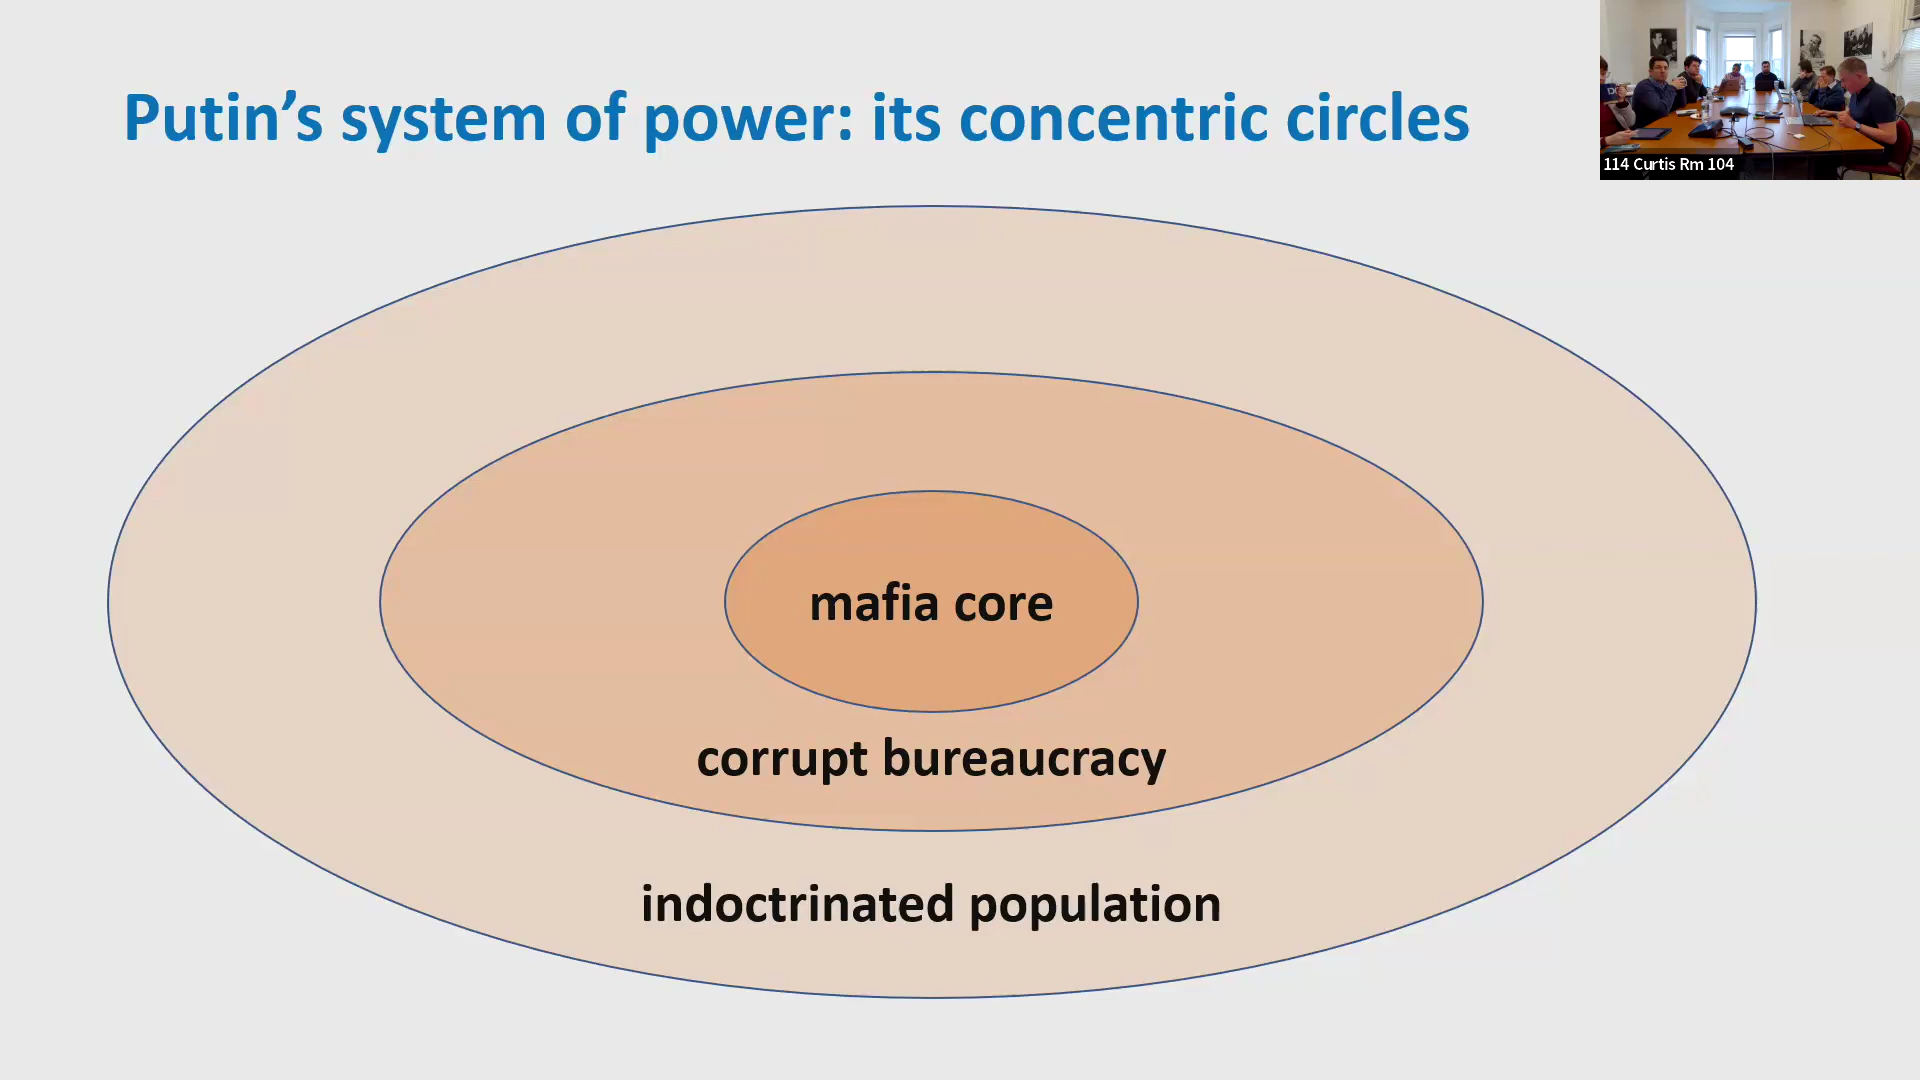 Putin’s system of power: its concentric circles
114 Curtis Rm 104
mafia core
corrupt bureaucracy
indoctrinated population